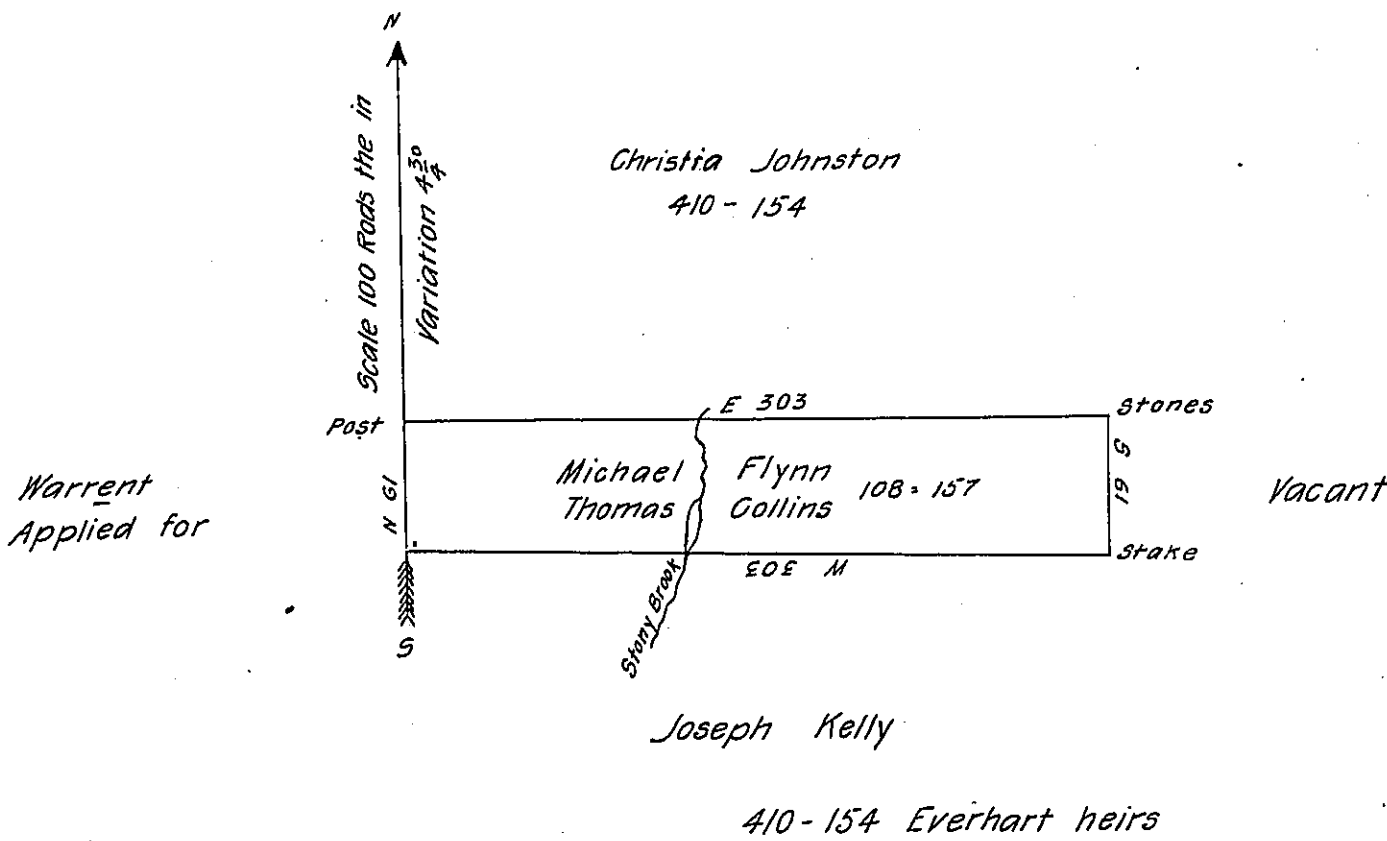 N
Scale 100 Rods the in
Variation 4 30/4
Christia Johnston
410 - 154
Post
E 303
Stones
Warrent
Applied for
N 61
Michael Flynn
Thomas Collins
108 = 157
S 61
Vacant
Stake
W 303
Stony Brook
S
Joseph Kelly
410 - 154 Everhart heirs